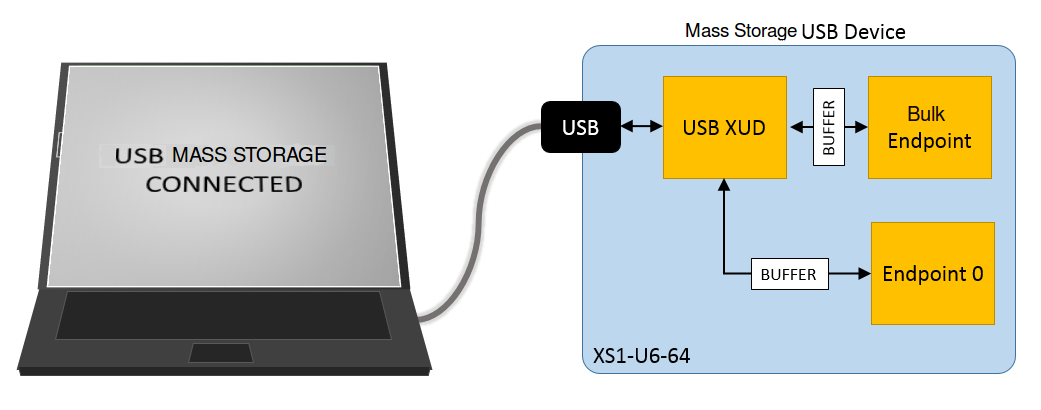 Mass Storage USB Device
USB MASS STORAGE
CONNECTED
USB
USB XUD
BUFFER
Bulk
Endpoint
BUFFER
Endpoint 0
XS1-U6-64